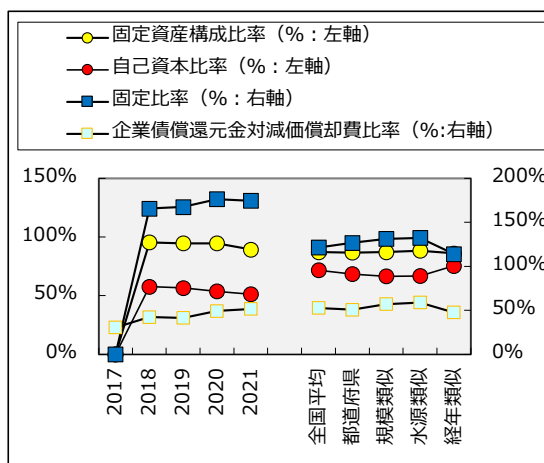 固定資産構成比率（%：左軸）
自己資本比率（%：左軸）
固定比率（%：右軸）
企業債償還元金対減価償却費比率（%:右軸）
150%
100%
50%
0%
200%
150%
100%
50%
0%
2017
2018
2019
2020
2021
全国平均
都道府県
規模類似
水源類似
経年類似